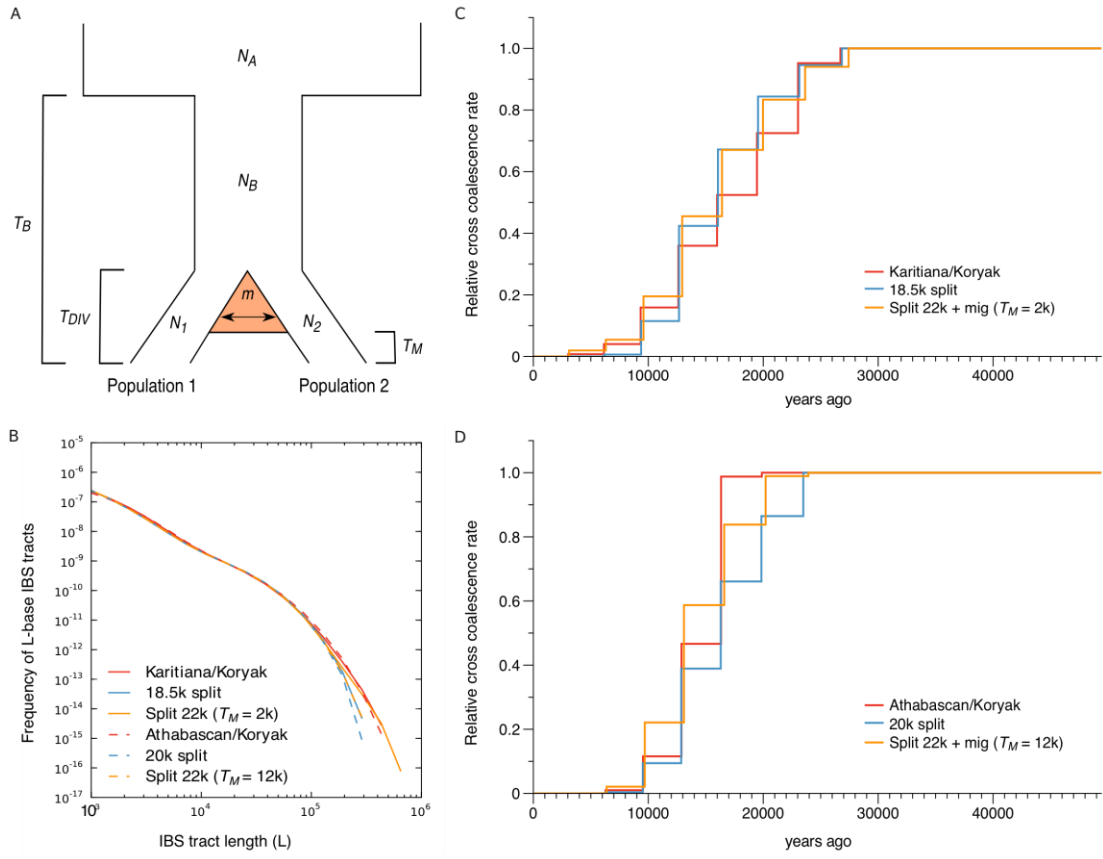 A
N_A
T_B
N_B
T_DIV
m
N_1
N_2
T_M
Population 1
Population 2
B
10^-5
10^-6
10^-7
10^-8
10^-9
10^-10
10^-11
10^-12
10^-13
10^-14
10^-15
10^-16
10^-17
Frequency of L-base IBS tracts
Karitiana/Koryak
18.5k split
Split 22k (T_M = 2k)
Athabascan/Koryak
20k split
Split 22k (T_M = 12k)
10^3
10^4
10^5
10^6
IBS tract length (L)
C
Relative cross coalescence rate
1.0
0.8
0.6
0.4
0.2
0
Karitiana/Koryak
18.5k split
Split 22k + mig (T_M = 2k)
0
10000
20000
30000
40000
years ago
D
Relative cross coalescence rate
1.0
0.8
0.6
0.4
0.2
0
Athabascan/Koryak
20k split
Split 22k + mig (T_M = 12k)
0
10000
20000
30000
40000
years ago